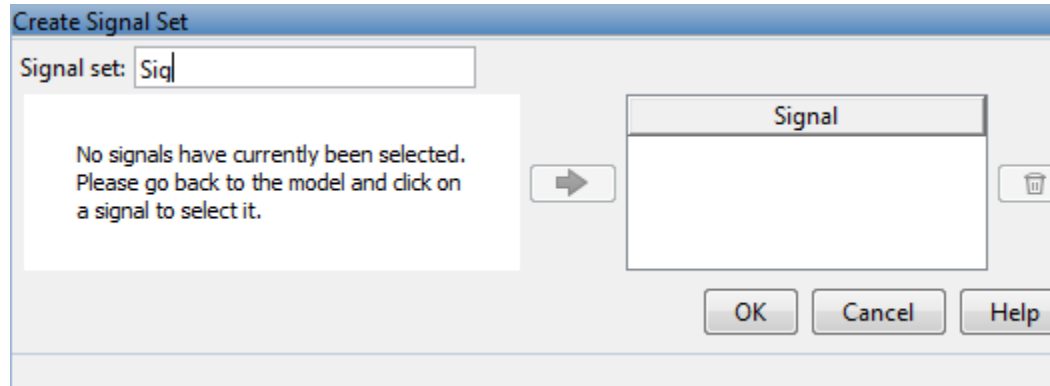 Create Signal Set
Signal set: Sig
No signals have currently been selected.
Please go back to the model and click on
a signal to select it.
Signal
OK Cancel Help